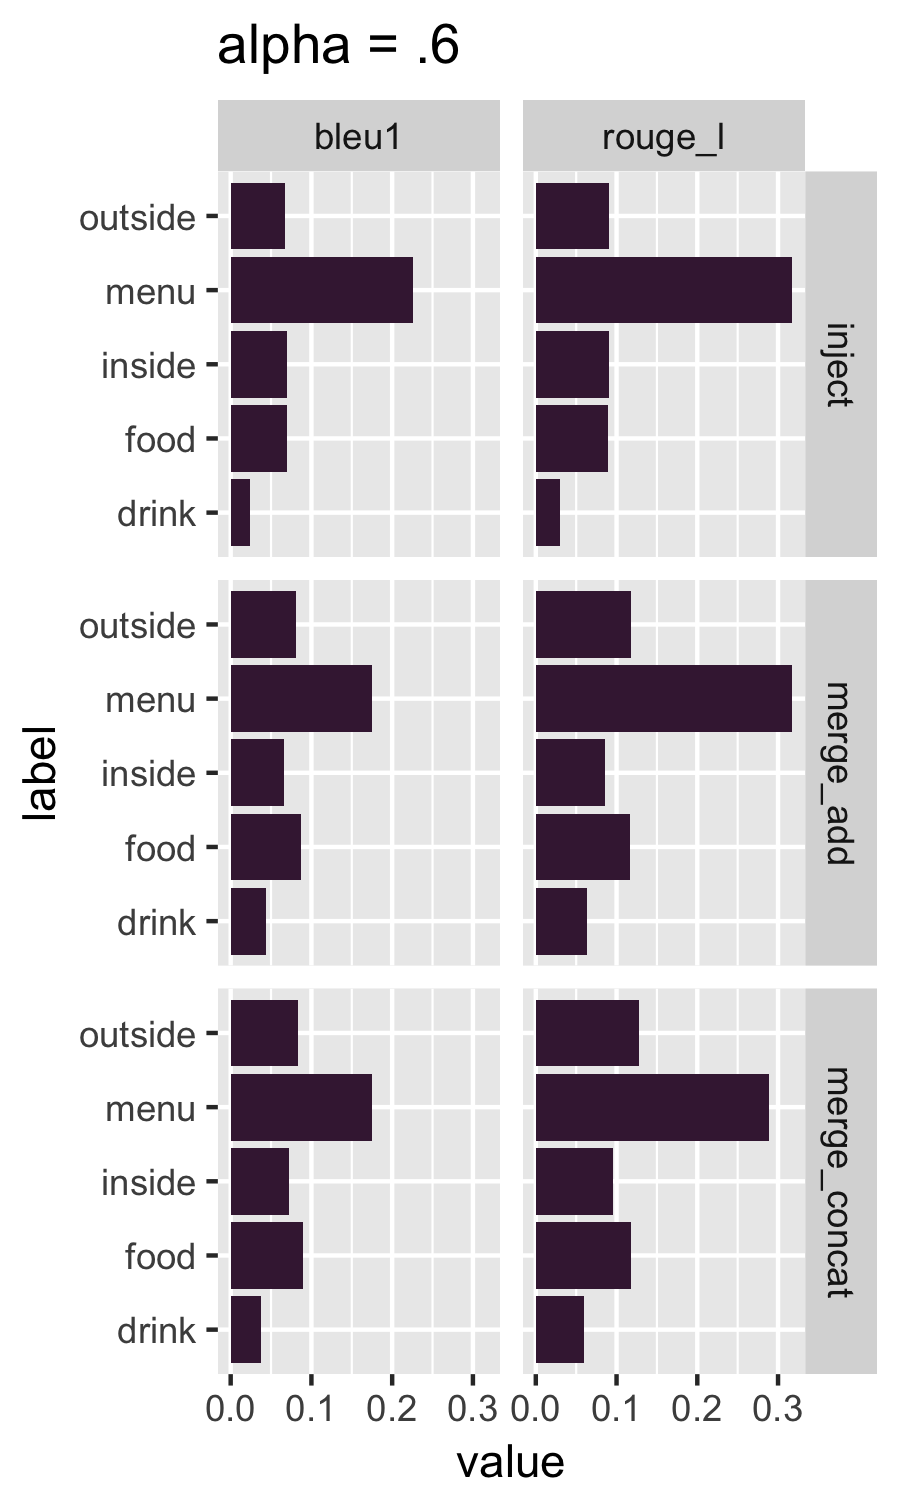 alpha = .6
bleu1
rouge_l
outside
menu
inside
food
drink
inject
outside
menu
inside
food
drink
merge_add
outside
menu
inside
food
drink
merge_concat
label
0.0 0.1 0.2 0.3 0.0 0.1 0.2 0.3
value